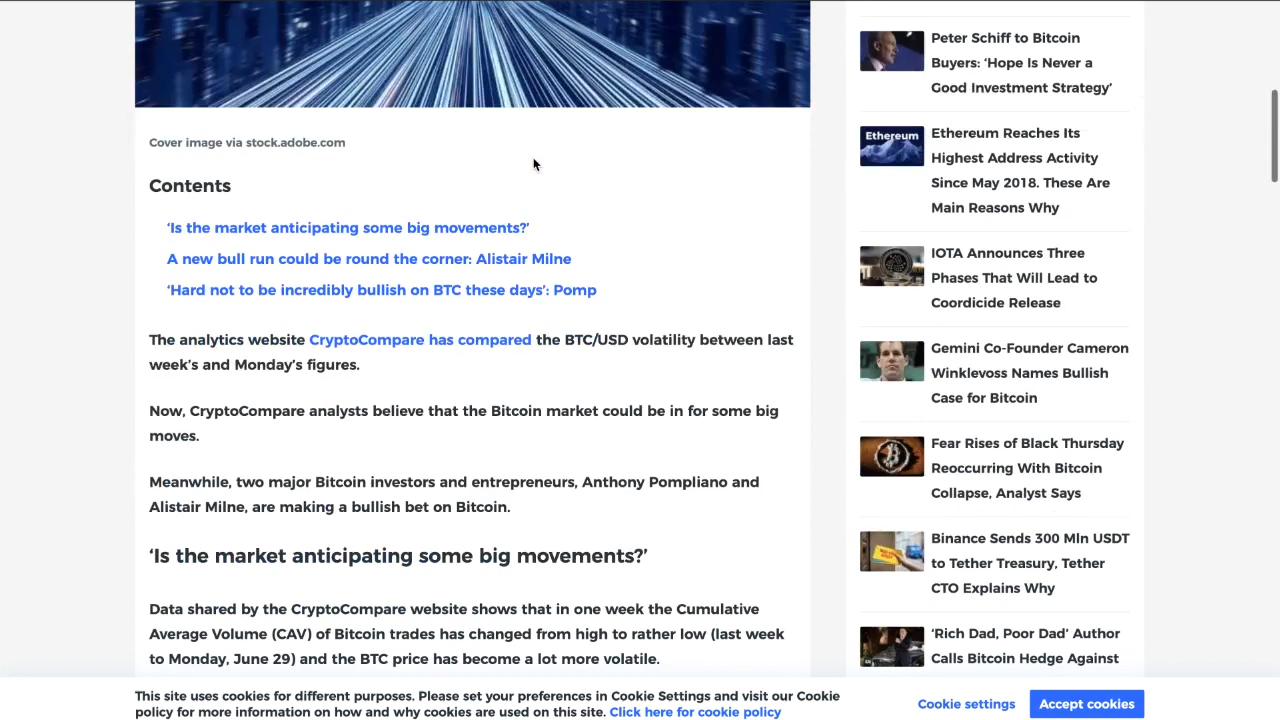 Cover image via stock.adobe.com
Contents
‘Is the market anticipating some big movements?’
A new bull run could be round the corner: Alistair Milne
‘Hard not to be incredibly bullish on BTC these days’: Pomp
The analytics website CryptoCompare has compared the BTC/USD volatility between last
week’s and Monday’s figures.
Now, CryptoCompare analysts believe that the Bitcoin market could be in for some big
moves.
Meanwhile, two major Bitcoin investors and entrepreneurs, Anthony Pompliano and
Alistair Milne, are making a bullish bet on Bitcoin.
‘Is the market anticipating some big movements?’
Data shared by the CryptoCompare website shows that in one week the Cumulative
Average Volume (CAV) of Bitcoin trades has changed from high to rather low (last week
to Monday, June 29) and the BTC price has become a lot more volatile.
Peter Schiff to Bitcoin
Buyers: ‘Hope Is Never a
Good Investment Strategy’
Ethereum
Ethereum Reaches Its
Highest Address Activity
Since May 2018. These Are
Main Reasons Why
IOTA Announces Three
Phases That Will Lead to
Coordicide Release
Gemini Co-Founder Cameron
Winklevoss Names Bullish
Case for Bitcoin
Fear Rises of Black Thursday
Reoccurring With Bitcoin
Collapse, Analyst Says
Binance Sends 300 Mln USDT
to Tether Treasury, Tether
CTO Explains Why
‘Rich Dad, Poor Dad’ Author
Calls Bitcoin Hedge Against
This site uses cookies for different purposes. Please set your preferences in Cookie Settings and visit our Cookie
policy for more information on how and why cookies are used on this site. Click here for cookie policy
Cookie settings
Accept cookies